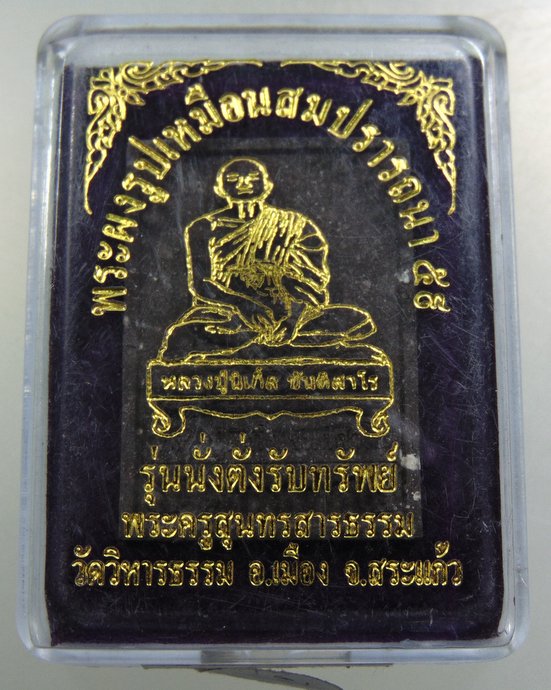 พระผงรูปเหมือนสมปรารถนา ๕๕
หลวงปู่นิเกิล ขันติสาโร
รุ่นนั่งตั่งรับทรัพย์
พระครูสุนทรสารธรรม
วัดวิหารธรรม อ.เมือง จ.สระแก้ว